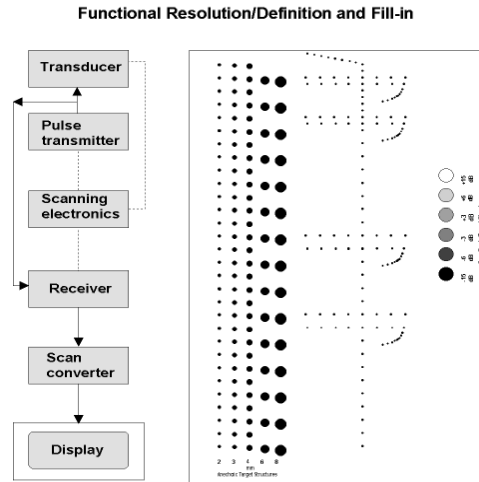 Functional Resolution/Definition and Fill-in
Transducer
Pulse
transmitter
Scanning
electronics
Receiver
Scan
converter
Display
2 3 4 6 8
mm
Anechoic Target Structures